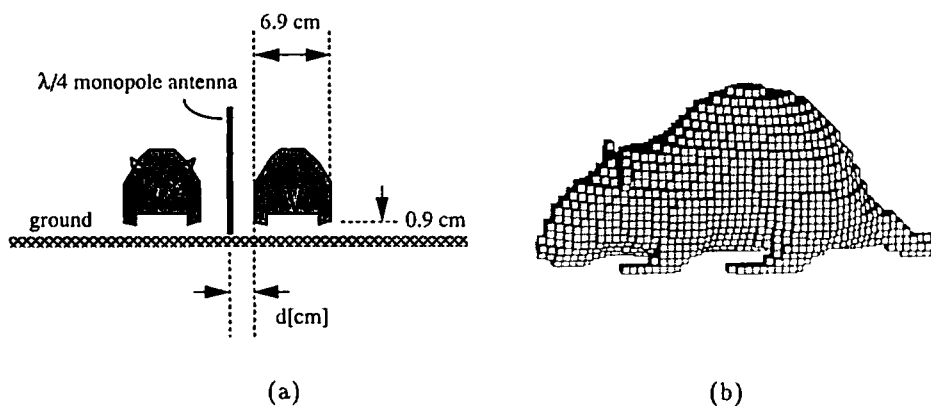 6.9 cm
λ/4 monopole antenna
ground
0.9 cm
d[cm]
(a)
(b)